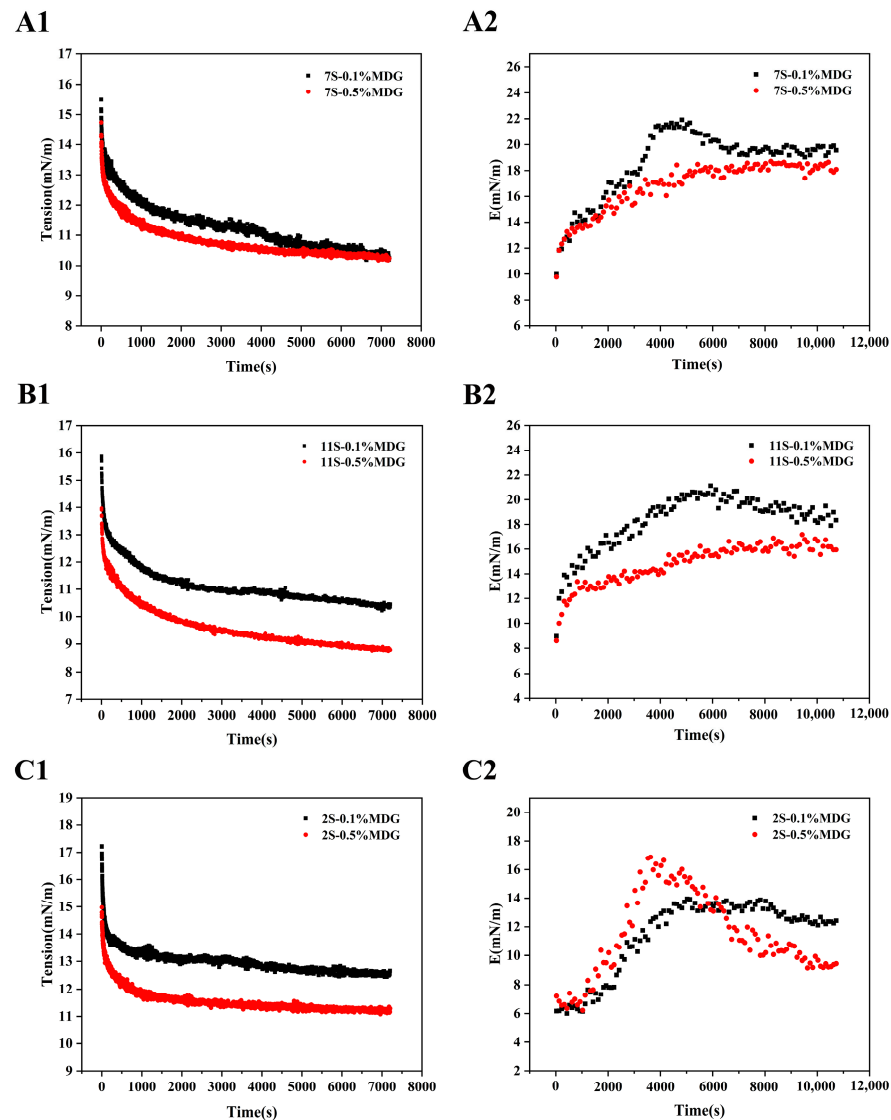 A1
A2
17
16
15
14
13
12
11
10
9
8
Tension(mN/m)
7S-0.1%MDG
7S-0.5%MDG
0 1000 2000 3000 4000 5000 6000 7000 8000
Time(s)
26
24
22
20
18
16
14
12
10
8
6
E(mN/m)
7S-0.1%MDG
7S-0.5%MDG
0 2000 4000 6000 8000 10,000 12,000
Time(s)
B1
B2
17
16
15
14
13
12
11
10
9
8
7
Tension(mN/m)
11S-0.1%MDG
11S-0.5%MDG
0 1000 2000 3000 4000 5000 6000 7000 8000
Time(s)
26
24
22
20
18
16
14
12
10
8
6
4
E(mN/m)
11S-0.1%MDG
11S-0.5%MDG
0 2000 4000 6000 8000 10,000 12,000
Time(s)
C1
C2
19
18
17
16
15
14
13
12
11
10
9
Tension(mN/m)
2S-0.1%MDG
2S-0.5%MDG
0 1000 2000 3000 4000 5000 6000 7000 8000
Time(s)
20
18
16
14
12
10
8
6
4
2
E(mN/m)
2S-0.1%MDG
2S-0.5%MDG
0 2000 4000 6000 8000 10,000 12,000
Time(s)